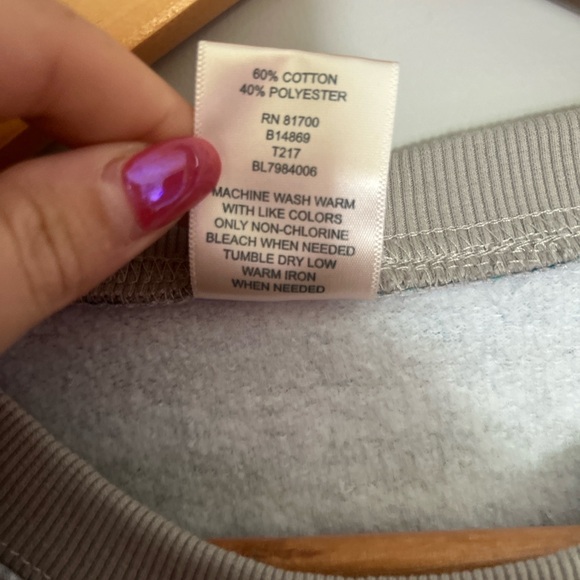 60% COTTON
40% POLYESTER
RN 81700
B14869
T217
BL7984006
MACHINE WASH WARM
WITH LIKE COLORS
ONLY NON-CHLORINE
BLEACH WHEN NEEDED
TUMBLE DRY LOW
WARM IRON
WHEN NEEDED